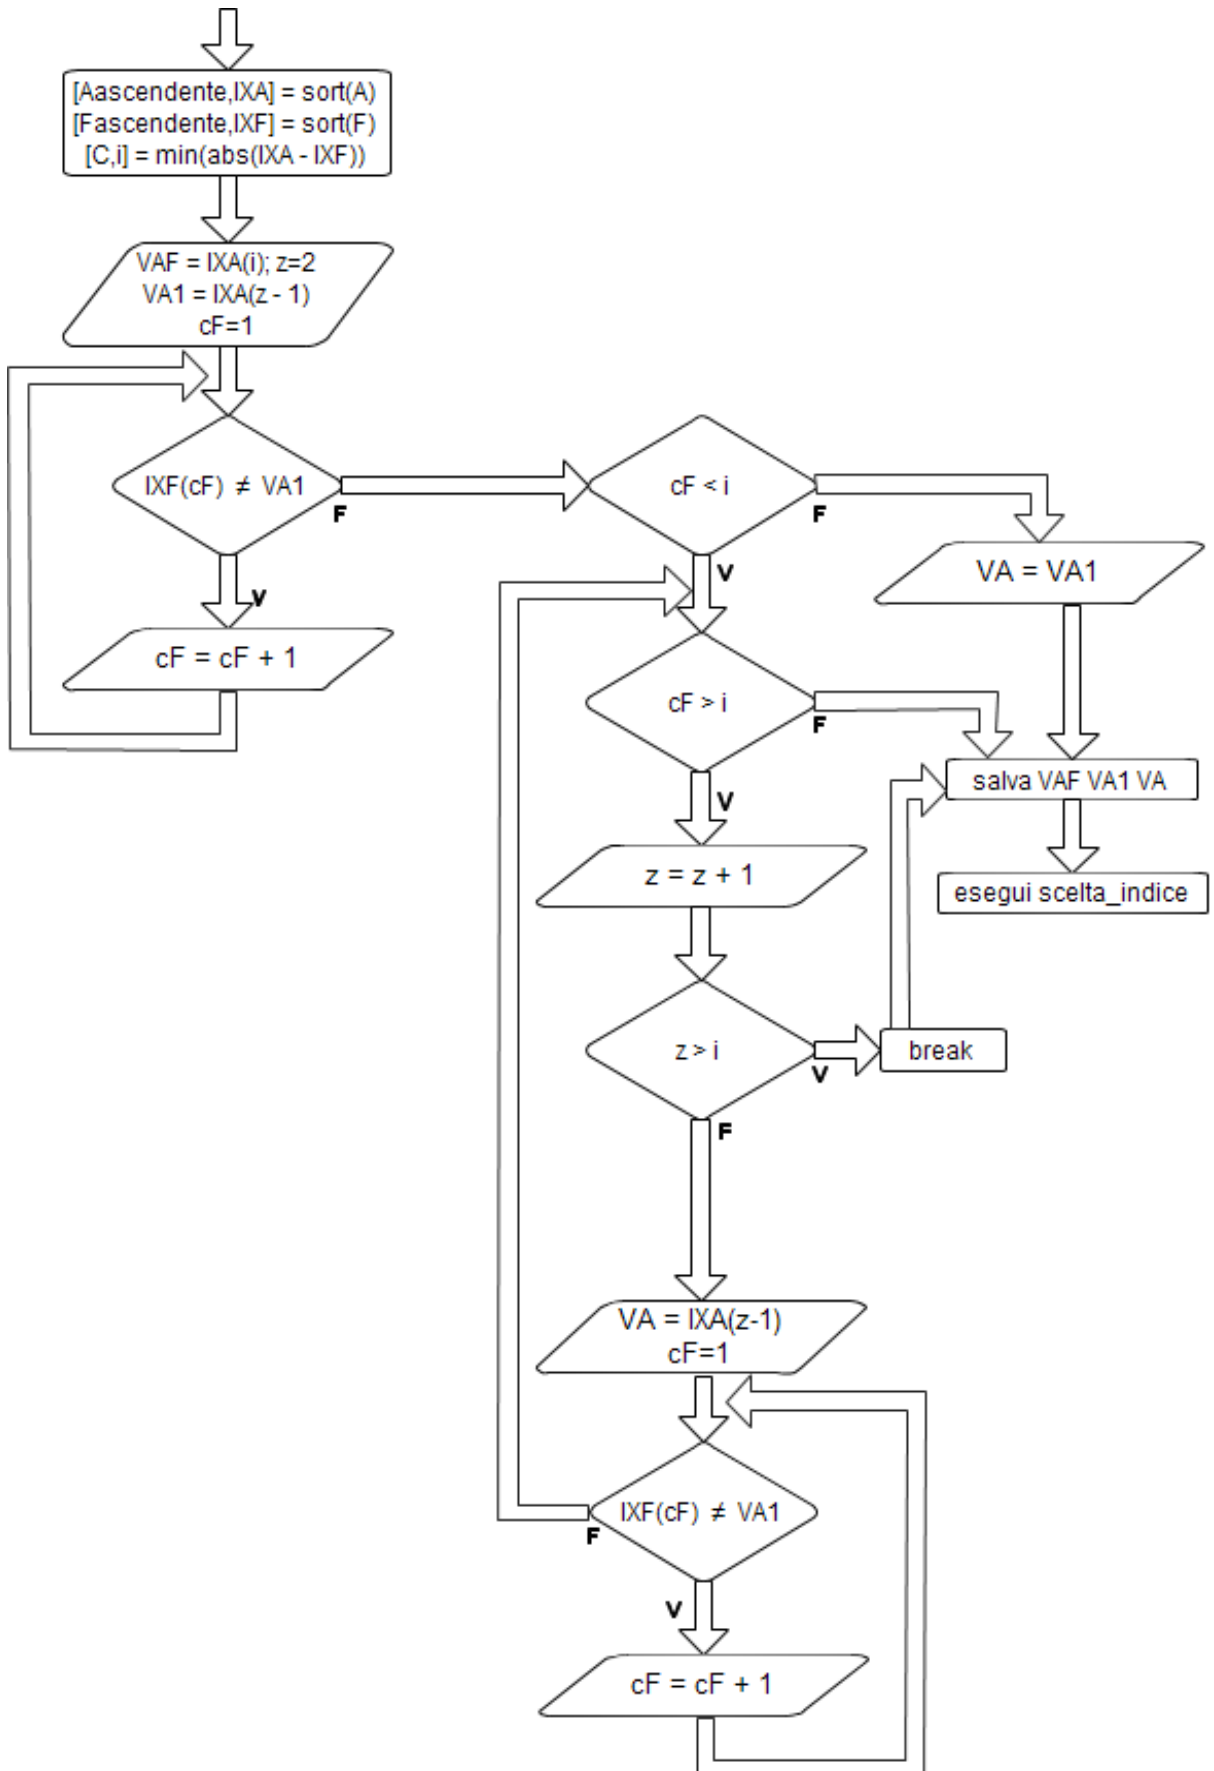 [Aascendente,IXA] = sort(A)
[Fascendente,IXF] = sort(F)
[C,i] = min(abs(IXA - IXF))
VAF = IXA(i); z=2
VA1 = IXA(z - 1)
cF=1
IXF(cF) ≠ VA1
F
V
cF = cF + 1
cF < i
F
V
VA = VA1
cF > i
F
V
salva VAF VA1 VA
esegui scelta_indice
z = z + 1
z > i
V
F
break
VA = IXA(z-1)
cF=1
IXF(cF) ≠ VA1
F
V
cF = cF + 1